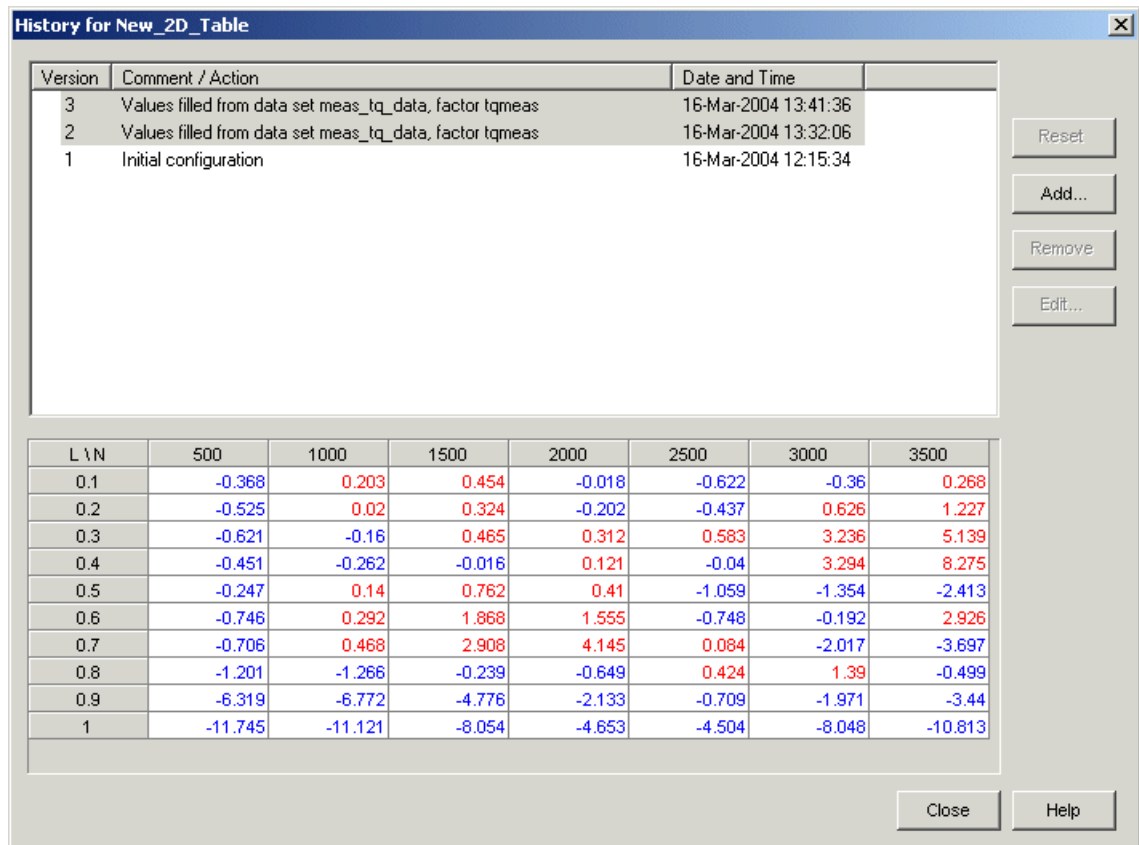 History for New_2D_Table
Version Comment / Action Date and Time
3 Values filled from data set meas_tq_data, factor tqmeas 16-Mar-2004 13:41:36
2 Values filled from data set meas_tq_data, factor tqmeas 16-Mar-2004 13:32:06
1 Initial configuration 16-Mar-2004 12:15:34
Reset
Add...
Remove
Edit...
L \ N 500 1000 1500 2000 2500 3000 3500
0.1 -0.368 0.203 0.454 -0.018 -0.622 -0.36 0.268
0.2 -0.525 0.02 0.324 -0.202 -0.437 0.626 1.227
0.3 -0.621 -0.16 0.465 0.312 0.583 3.236 5.139
0.4 -0.451 -0.262 -0.016 0.121 -0.04 3.294 8.275
0.5 -0.247 0.14 0.762 0.41 -1.059 -1.354 -2.413
0.6 -0.746 0.292 1.868 1.555 -0.748 -0.192 2.926
0.7 -0.706 0.468 2.908 4.145 0.084 -2.017 -3.697
0.8 -1.201 -1.266 -0.239 -0.649 0.424 1.39 -0.499
0.9 -6.319 -6.772 -4.776 -2.133 -0.709 -1.971 -3.44
1 -11.745 -11.121 -8.054 -4.653 -4.504 -8.048 -10.813
Close Help